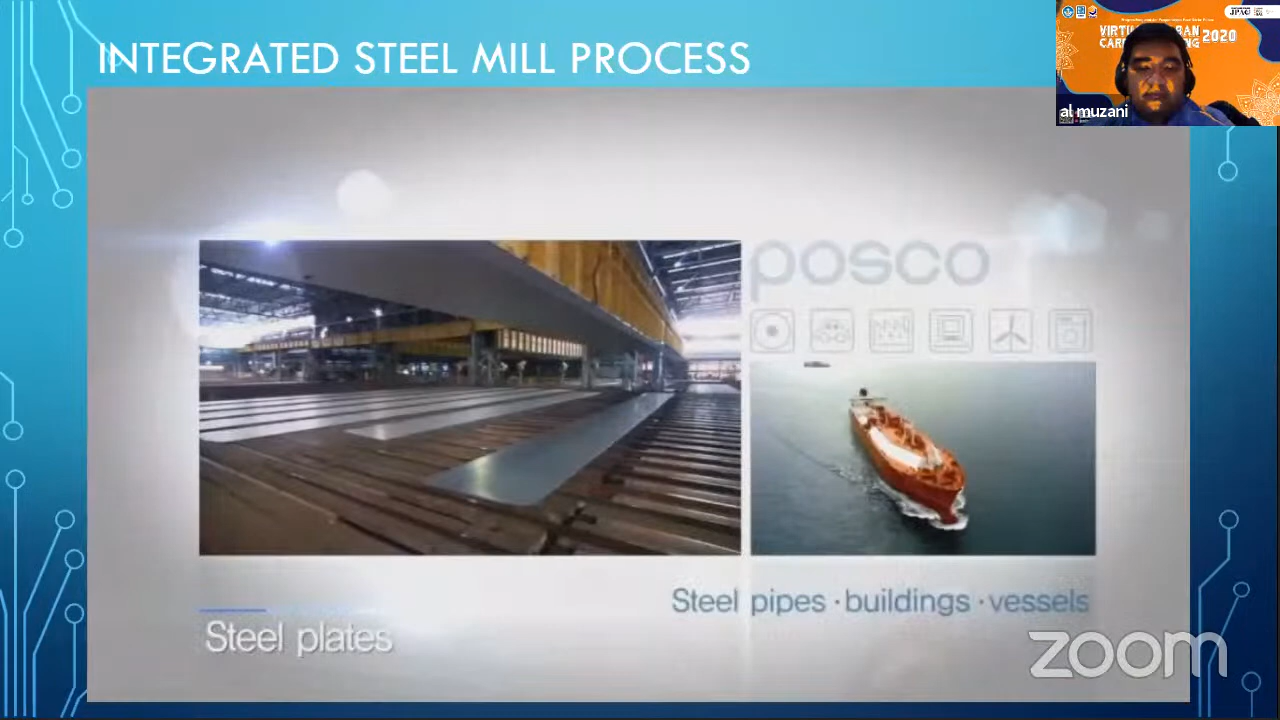 INTEGRATED STEEL MILL PROCESS
2020
al muzani
posco
Steel pipes · buildings · vessels
Steel plates
zoom